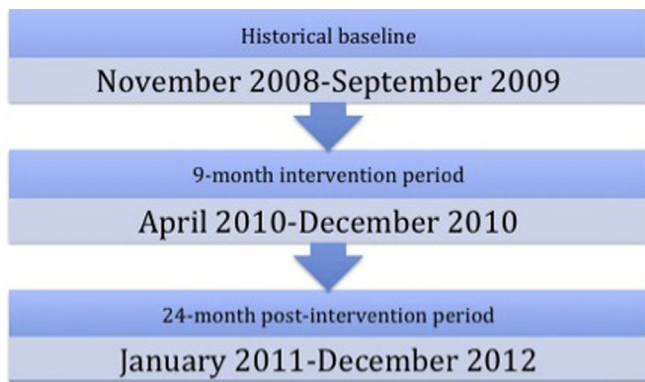 Historical baseline
November 2008-September 2009
9-month intervention period
April 2010-December 2010
24-month post-intervention period
January 2011-December 2012